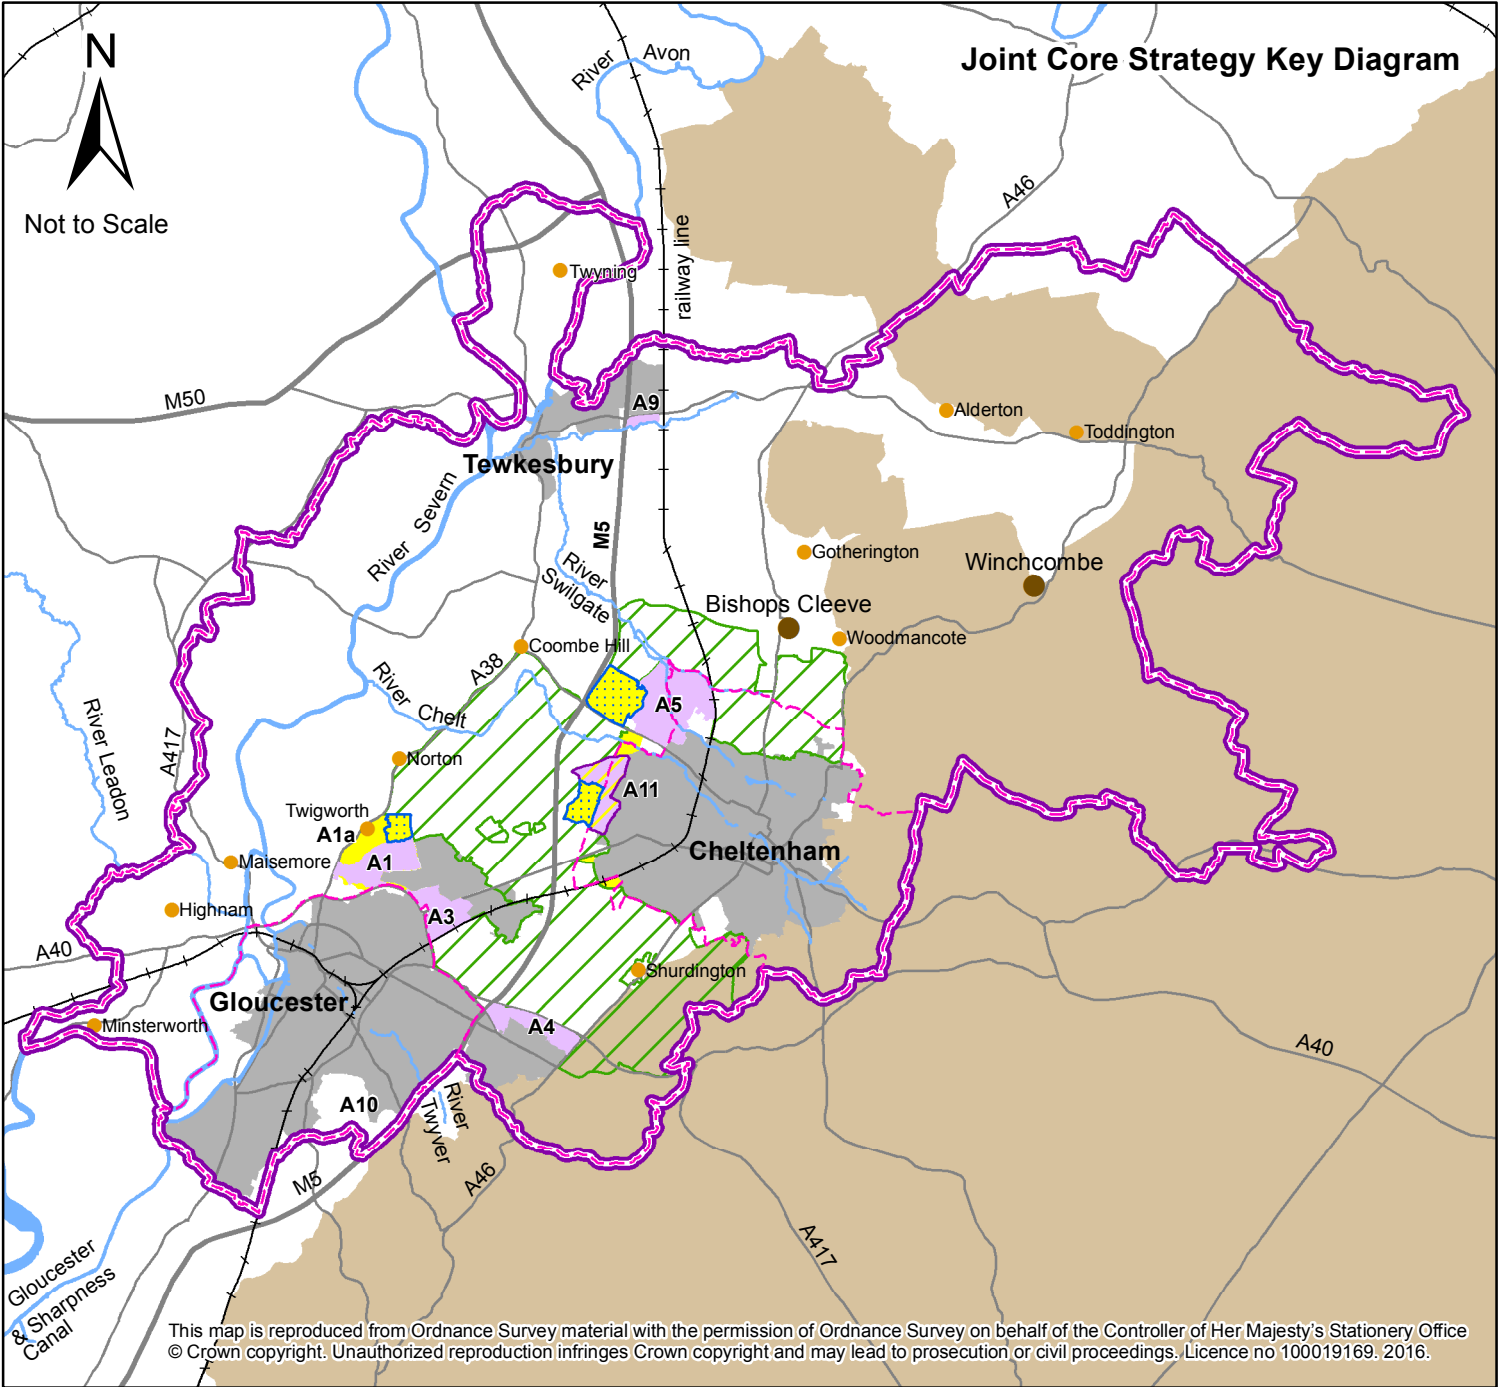 Joint Core Strategy Key Diagram
N
Not to Scale
River
Avon
railway line
A46
Twyning
M50
A9
Alderton
Toddington
Tewkesbury
River Severn
M5
Gotherington
Winchcombe
River
Swilgate
Bishops Cleeve
Woodmancote
Coombe Hill
A38
River Chelt
A5
River Leadon
A417
Norton
Twigworth
A1a
A1
A11
Cheltenham
Maisemore
Highnam
A3
A40
Shurdington
Gloucester
Minsterworth
A4
A40
A10
River
Twyver
A46
M5
A417
Gloucester
& Sharpness
Canal
This map is reproduced from Ordnance Survey material with the permission of Ordnance Survey on behalf of the Controller of Her Majesty's Stationery Office
© Crown copyright. Unauthorized reproduction infringes Crown copyright and may lead to prosecution or civil proceedings. Licence no 100019169. 2016.